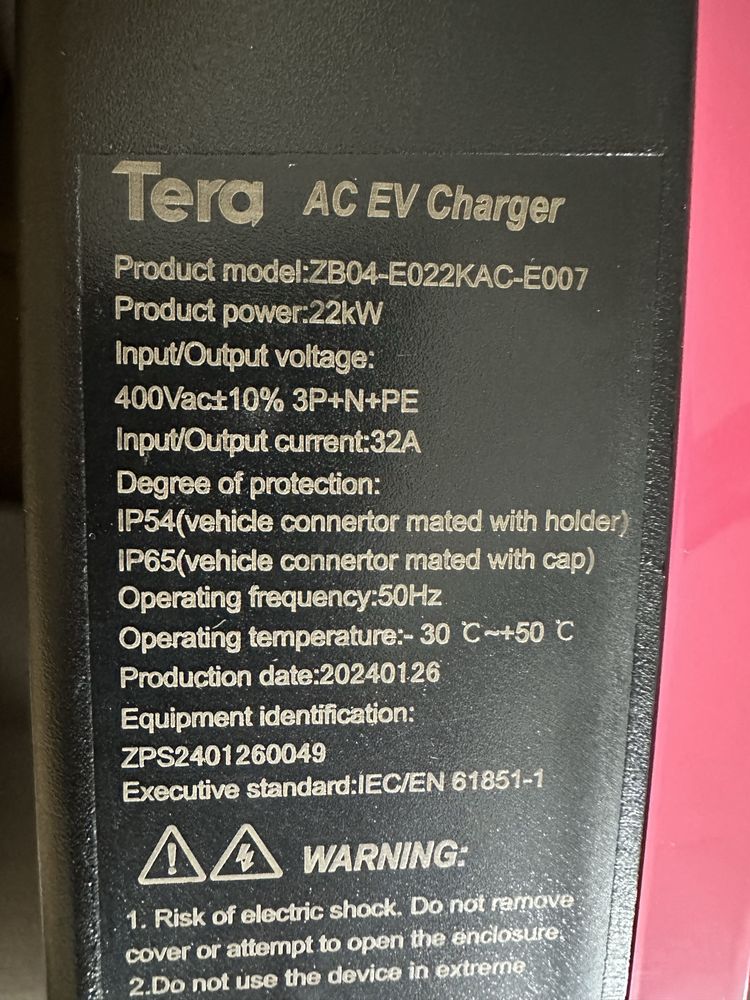 Tera AC EV Charger
Product model:ZB04-E022KAC-E007
Product power:22kW
Input/Output voltage:
400Vac±10% 3P+N+PE
Input/Output current:32A
Degree of protection:
IP54(vehicle connertor mated with holder)
IP65(vehicle connertor mated with cap)
Operating frequency:50Hz
Operating temperature:- 30 ℃~+50 ℃
Production date:20240126
Equipment identification:
ZPS2401260049
Executive standard:IEC/EN 61851-1
WARNING:
1. Risk of electric shock. Do not remove
cover or attempt to open the enclosure.
2.Do not use the device in extreme